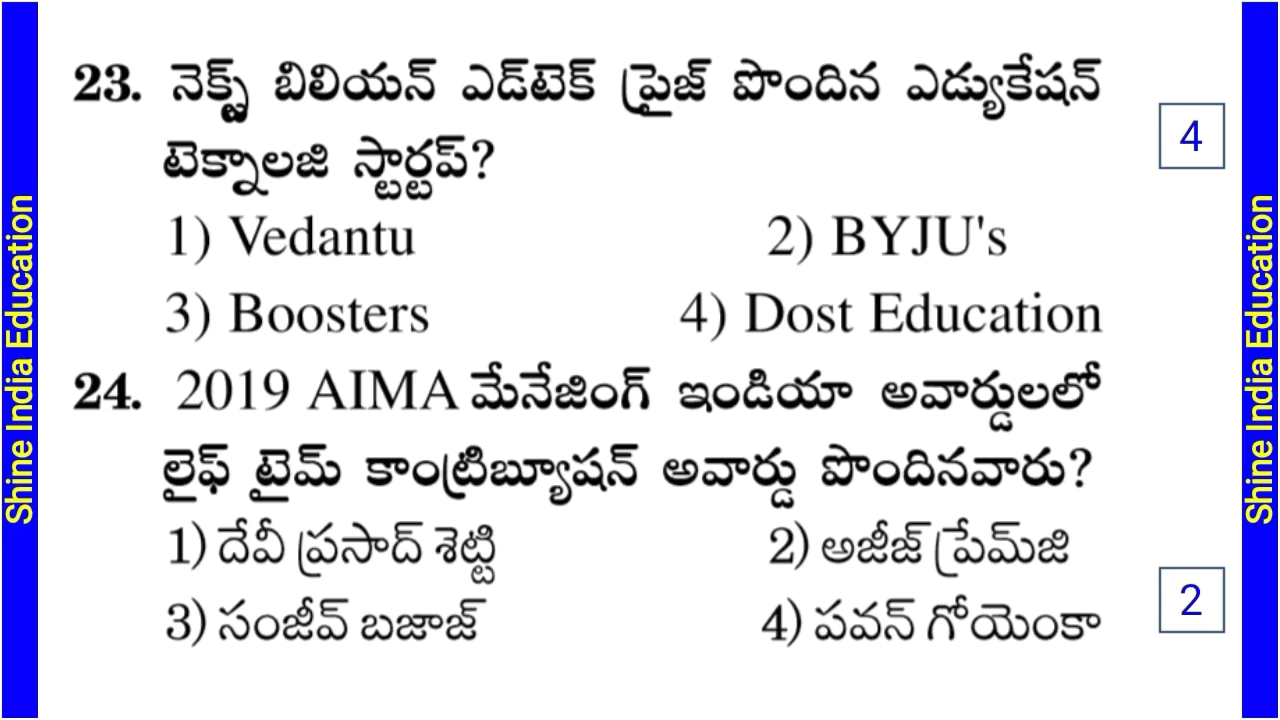 Shine India Education
23. నెక్స్ట్ బిలియన్ ఎడ్‌టెక్ ప్రైజ్ పొందిన ఎడ్యుకేషన్
టెక్నాలజి స్టార్టప్?
4
1) Vedantu 2) BYJU's
3) Boosters 4) Dost Education
24. 2019 AIMA మేనేజింగ్ ఇండియా అవార్డులలో
లైఫ్ టైమ్ కాంట్రిబ్యూషన్ అవార్డు పొందినవారు?
1) దేవీ ప్రసాద్ శెట్టి 2) అజీజ్ ప్రేమ్‌జి
3) సంజీవ్ బజాజ్ 4) పవన్ గోయెంకా
2
Shine India Education